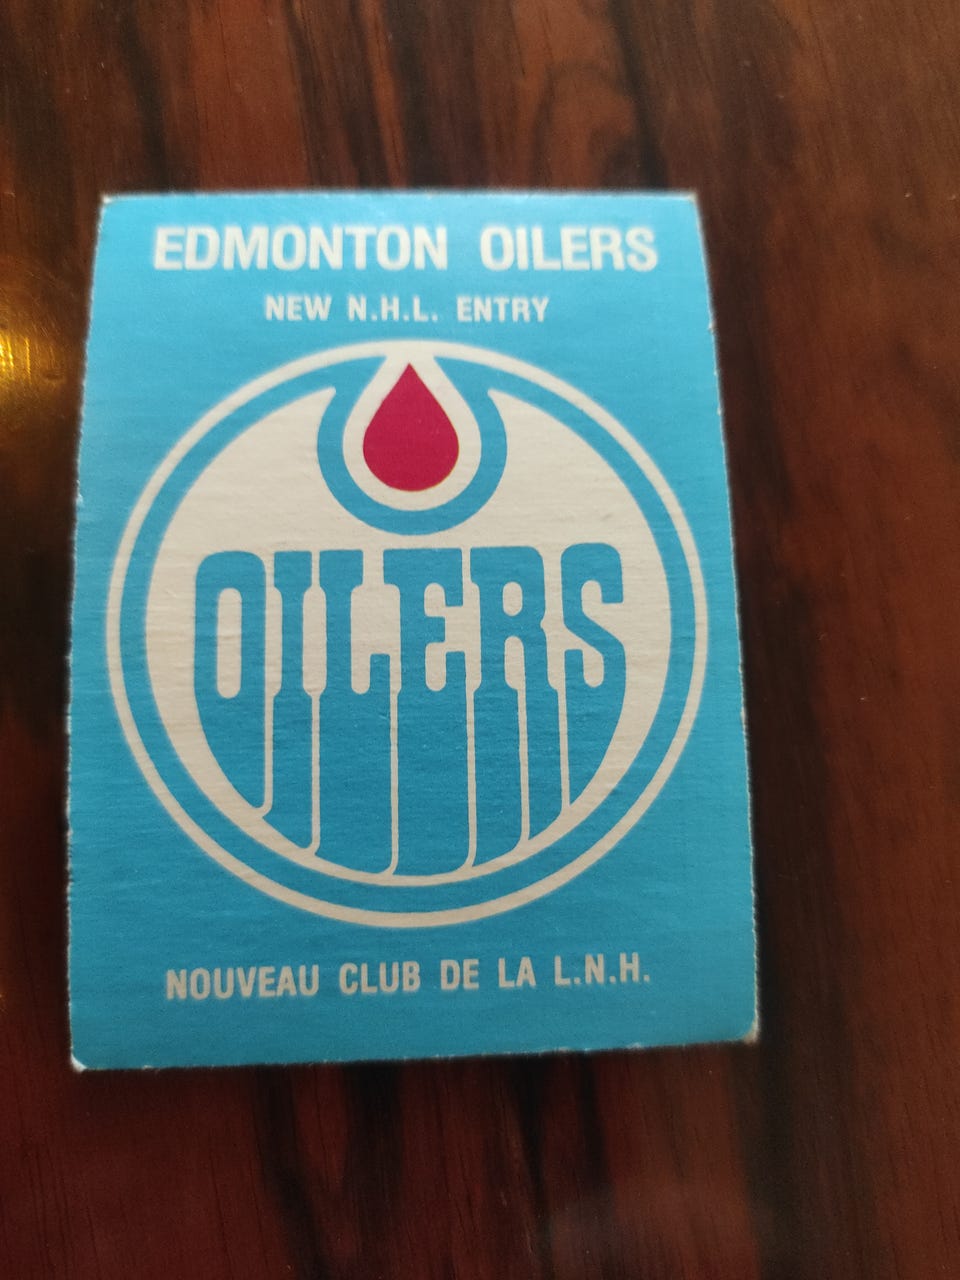 EDMONTON OILERS
NEW N.H.L. ENTRY
OILERS
NOUVEAU CLUB DE LA L.N.H.